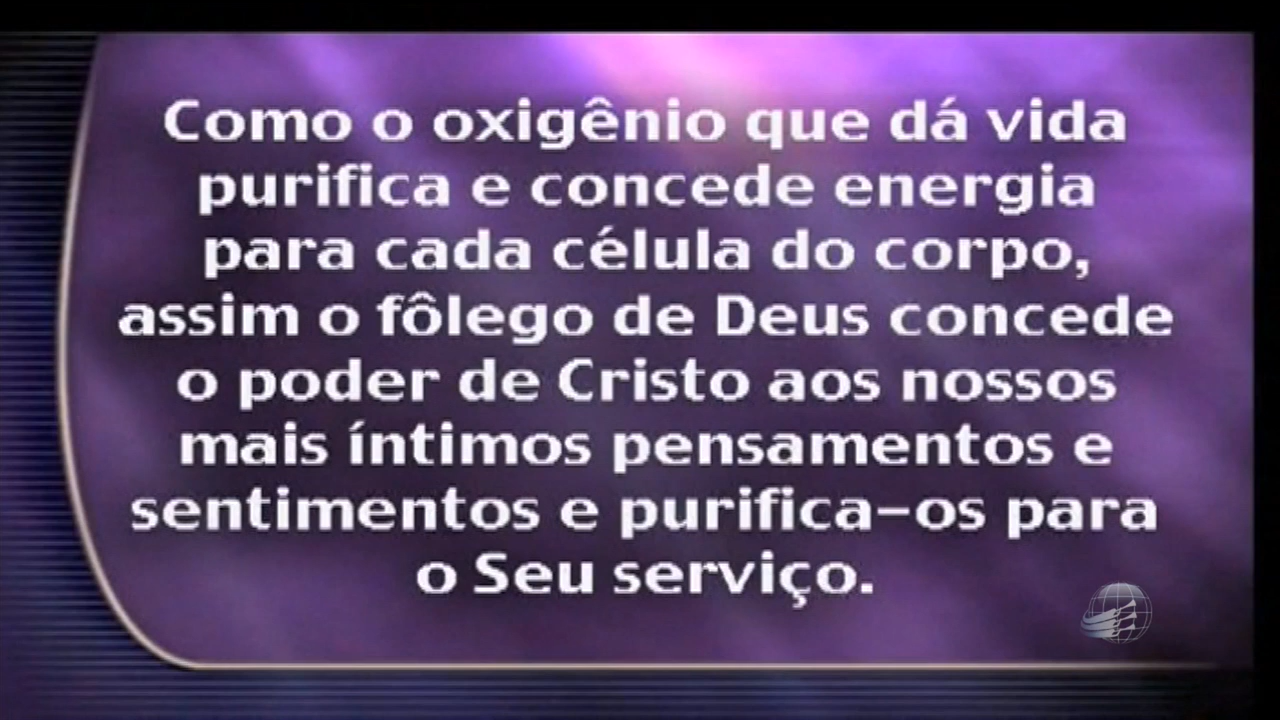 Como o oxigênio que dá vida
purifica e concede energia
para cada célula do corpo,
assim o fôlego de Deus concede
o poder de Cristo aos nossos
mais íntimos pensamentos e
sentimentos e purifica-os para
o Seu serviço.